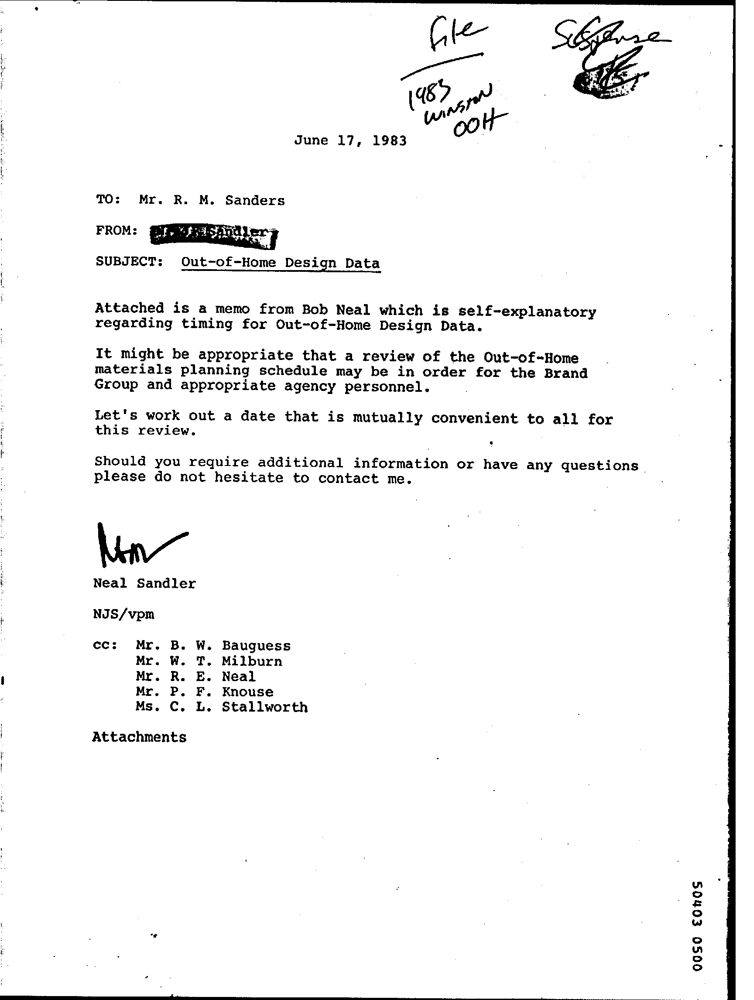 File
Suspense
1983
WINSTON
OOH
June 17, 1983
TO: Mr. R. M. Sanders
FROM: N. J. Sandler
SUBJECT: Out-of-Home Design Data
Attached is a memo from Bob Neal which is self-explanatory
regarding timing for Out-of-Home Design Data.
It might be appropriate that a review of the Out-of-Home
materials planning schedule may be in order for the Brand
Group and appropriate agency personnel.
Let's work out a date that is mutually convenient to all for
this review.
Should you require additional information or have any questions
please do not hesitate to contact me.
Neal Sandler
NJS/vpm
cc: Mr. B. W. Bauguess
Mr. W. T. Milburn
Mr. R. E. Neal
Mr. P. F. Knouse
Ms. C. L. Stallworth
Attachments
50403 0500